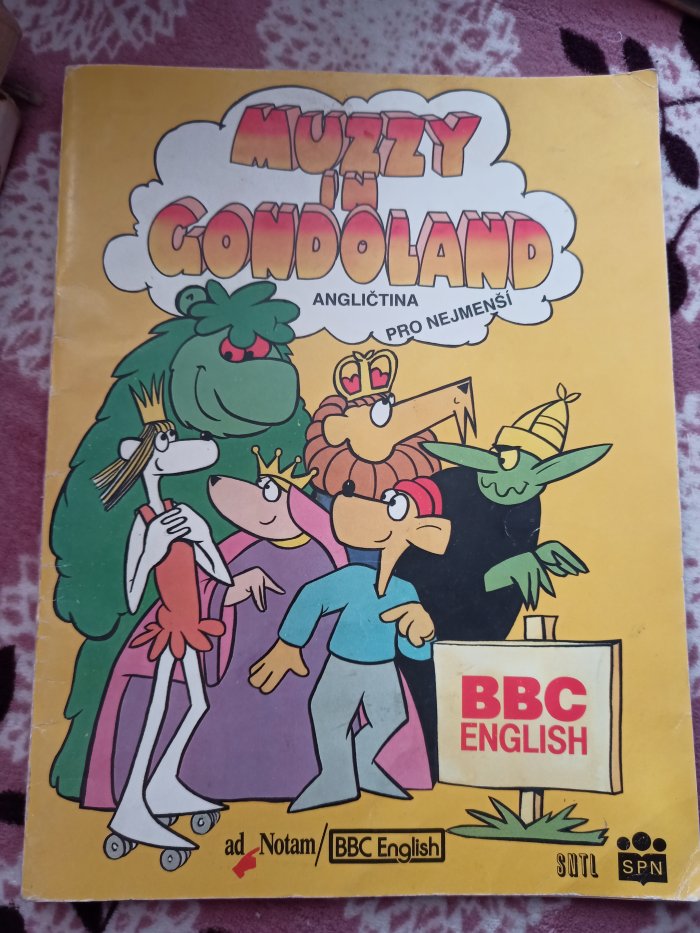 MUZZY
IN
GONDOLAND
ANGLIČTINA
PRO NEJMENŠÍ
BBC
ENGLISH
ad Notam/BBC English
SNTL
SPN